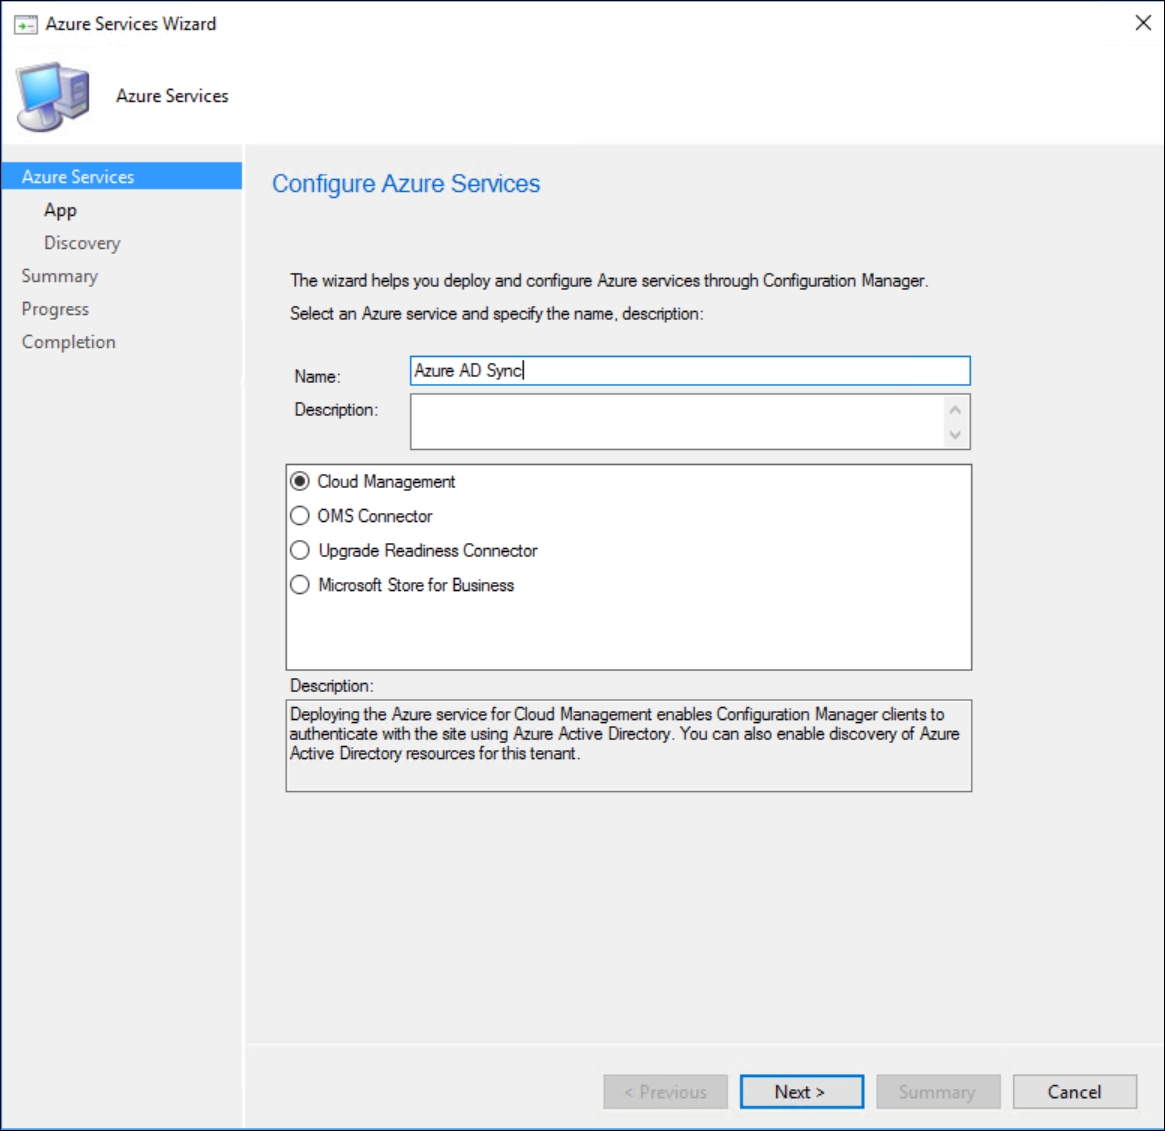 Azure Services Wizard
Azure Services
Azure Services
App
Discovery
Summary
Progress
Completion
Configure Azure Services
The wizard helps you deploy and configure Azure services through Configuration Manager.
Select an Azure service and specify the name, description:
Name:
Azure AD Sync
Description:
Cloud Management
OMS Connector
Upgrade Readiness Connector
Microsoft Store for Business
Description:
Deploying the Azure service for Cloud Management enables Configuration Manager clients to
authenticate with the site using Azure Active Directory. You can also enable discovery of Azure
Active Directory resources for this tenant.
< Previous
Next >
Summary
Cancel